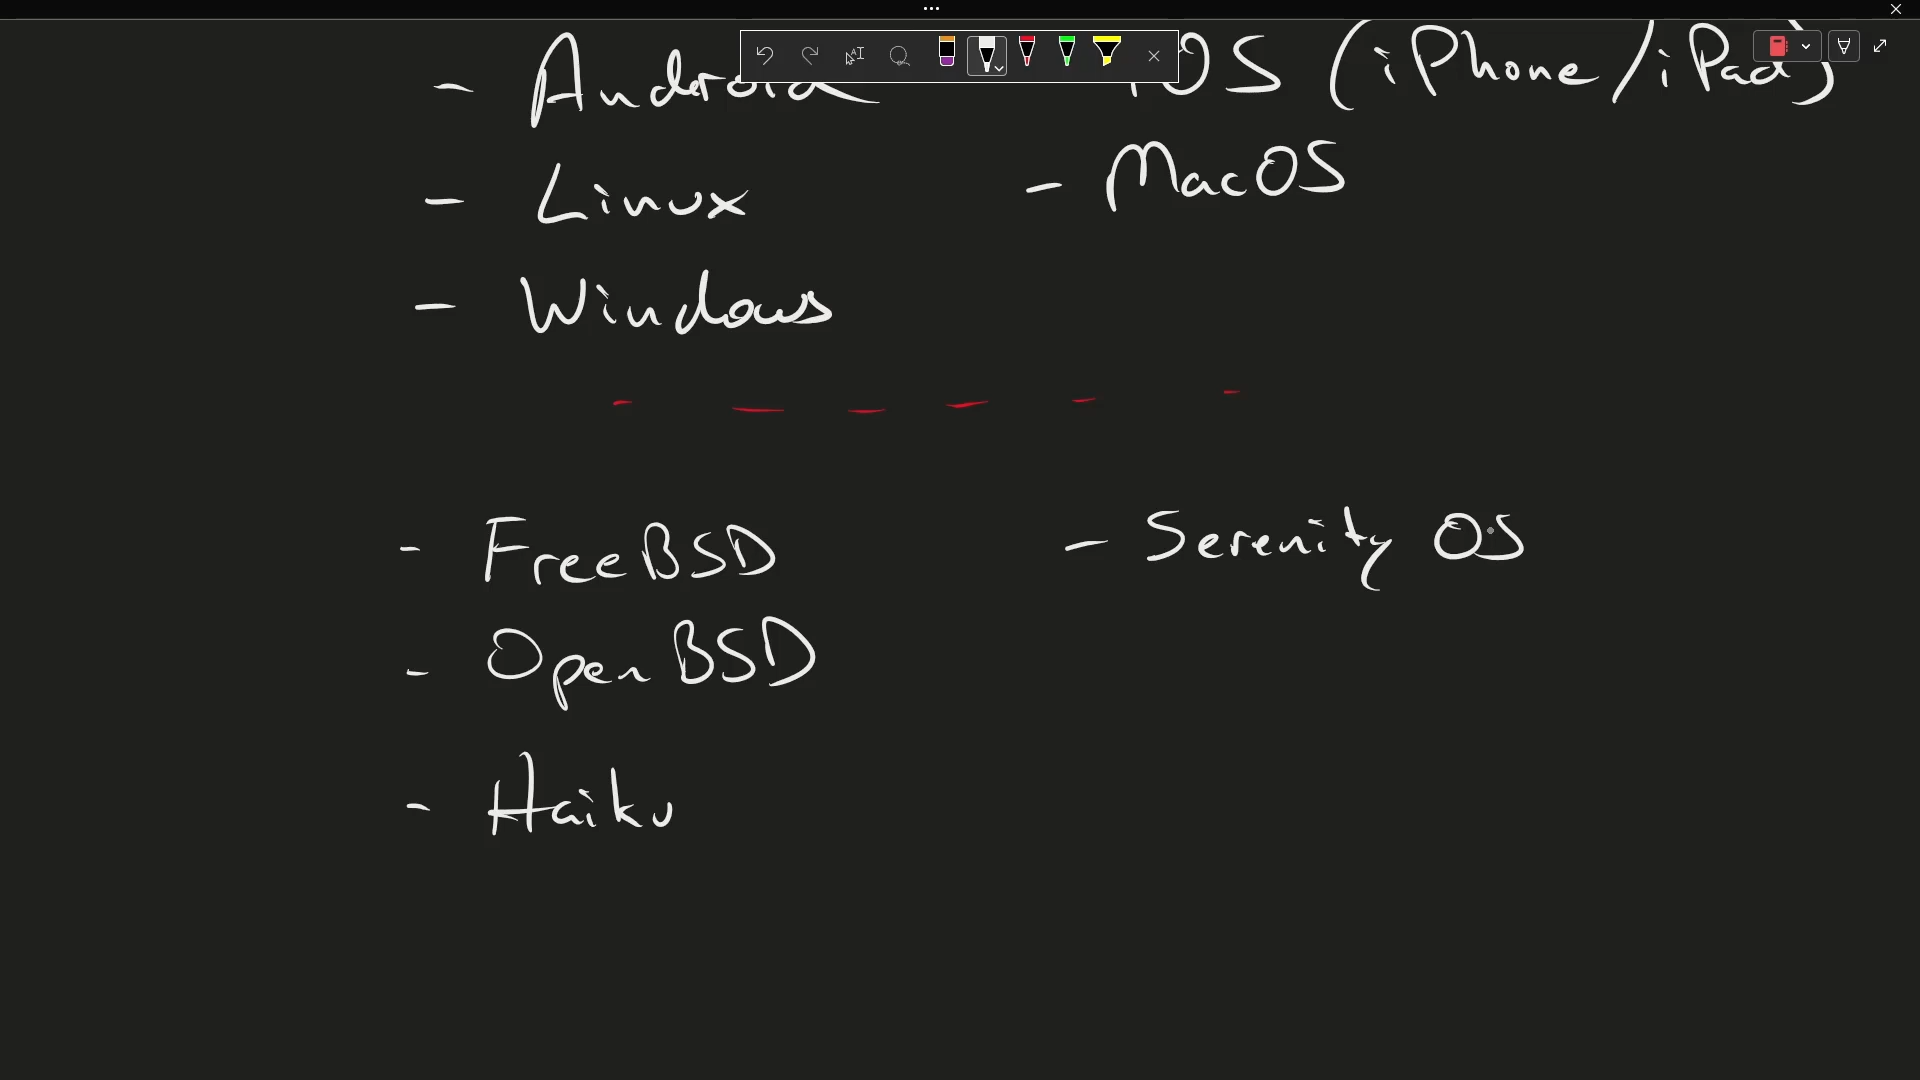 - Android
iOS (iPhone/iPad)
- Linux
- MacOS
- Windows
- FreeBSD
- Serenity OS
- OpenBSD
- Haiku